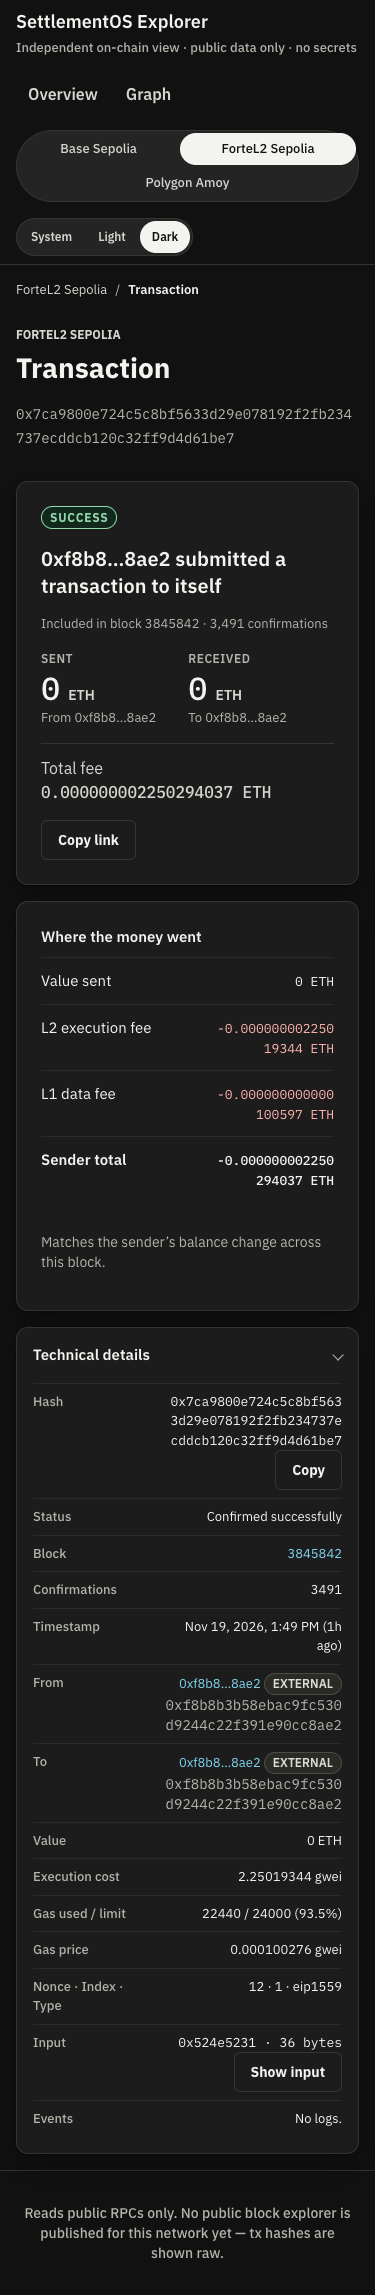 SettlementOS Explorer
Independent on-chain view · public data only · no secrets
Overview Graph
Base Sepolia ForteL2 Sepolia
Polygon Amoy
System Light Dark
ForteL2 Sepolia / Transaction
FORTEL2 SEPOLIA
Transaction
0x7ca9800e724c5c8bf5633d29e078192f2fb234
737ecddcb120c32ff9d4d61be7
SUCCESS
0xf8b8…8ae2 submitted a
transaction to itself
Included in block 3845842 · 3,491 confirmations
SENT RECEIVED
0 ETH 0 ETH
From 0xf8b8…8ae2 To 0xf8b8…8ae2
Total fee
0.000000002250294037 ETH
Copy link
Where the money went
Value sent 0 ETH
L2 execution fee -0.000000002250
19344 ETH
L1 data fee -0.000000000000
100597 ETH
Sender total -0.000000002250
294037 ETH
Matches the sender's balance change across
this block.
Technical details
Hash 0x7ca9800e724c5c8bf563
3d29e078192f2fb234737e
cddcb120c32ff9d4d61be7
Copy
Status Confirmed successfully
Block 3845842
Confirmations 3491
Timestamp Nov 19, 2026, 1:49 PM (1h
ago)
From 0xf8b8…8ae2 EXTERNAL
0xf8b8b3b58ebac9fc530
d9244c22f391e90cc8ae2
To 0xf8b8…8ae2 EXTERNAL
0xf8b8b3b58ebac9fc530
d9244c22f391e90cc8ae2
Value 0 ETH
Execution cost 2.25019344 gwei
Gas used / limit 22440 / 24000 (93.5%)
Gas price 0.000100276 gwei
Nonce · Index · 12 · 1 · eip1559
Type
Input 0x524e5231 · 36 bytes
Show input
Events No logs.
Reads public RPCs only. No public block explorer is
published for this network yet — tx hashes are
shown raw.